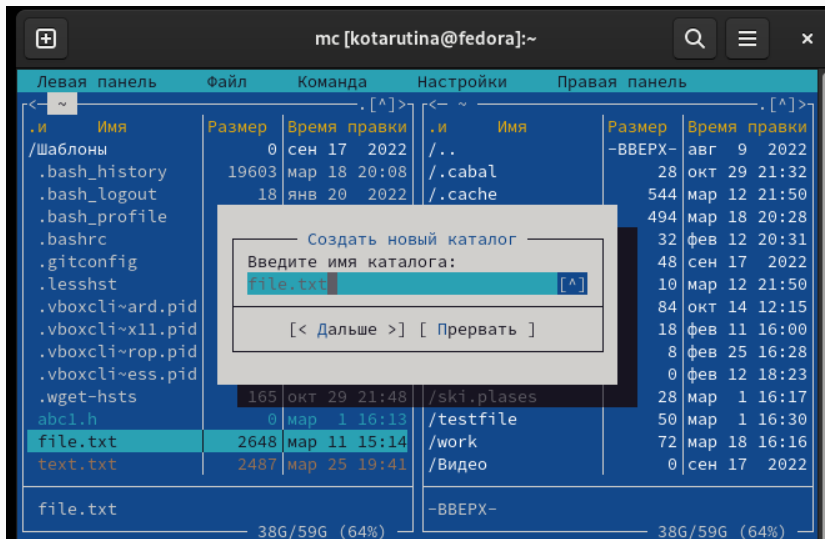 mc [kotarutina@fedora]:~
Левая панель Файл Команда Настройки Правая панель
<— ~ .[^]> <— ~ .[^]>
.и Имя Размер Время правки .и Имя Размер Время правки
/Шаблоны 0 сен 17 2022 /.. -ВВЕРХ- авг 9 2022
.bash_history 19603 мар 18 20:08 /.cabal 28 окт 29 21:32
.bash_logout 18 янв 20 2022 /.cache 544 мар 12 21:50
.bash_profile 494 мар 18 20:28
.bashrc Создать новый каталог 32 фев 12 20:31
.gitconfig Введите имя каталога: 48 сен 17 2022
.lesshst file.txt [^] 10 мар 12 21:50
.vboxcli~ard.pid 84 окт 14 12:15
.vboxcli~x11.pid [< Дальше >] [ Прервать ] 18 фев 11 16:00
.vboxcli~rop.pid 8 фев 25 16:28
.vboxcli~ess.pid 0 фев 12 18:23
.wget-hsts 165 окт 29 21:48 /ski.plases 28 мар 1 16:17
abc1.h 0 мар 1 16:13 /testfile 50 мар 1 16:30
file.txt 2648 мар 11 15:14 /work 72 мар 18 16:16
text.txt 2487 мар 25 19:41 /Видео 0 сен 17 2022
file.txt -ВВЕРХ-
38G/59G (64%) 38G/59G (64%)